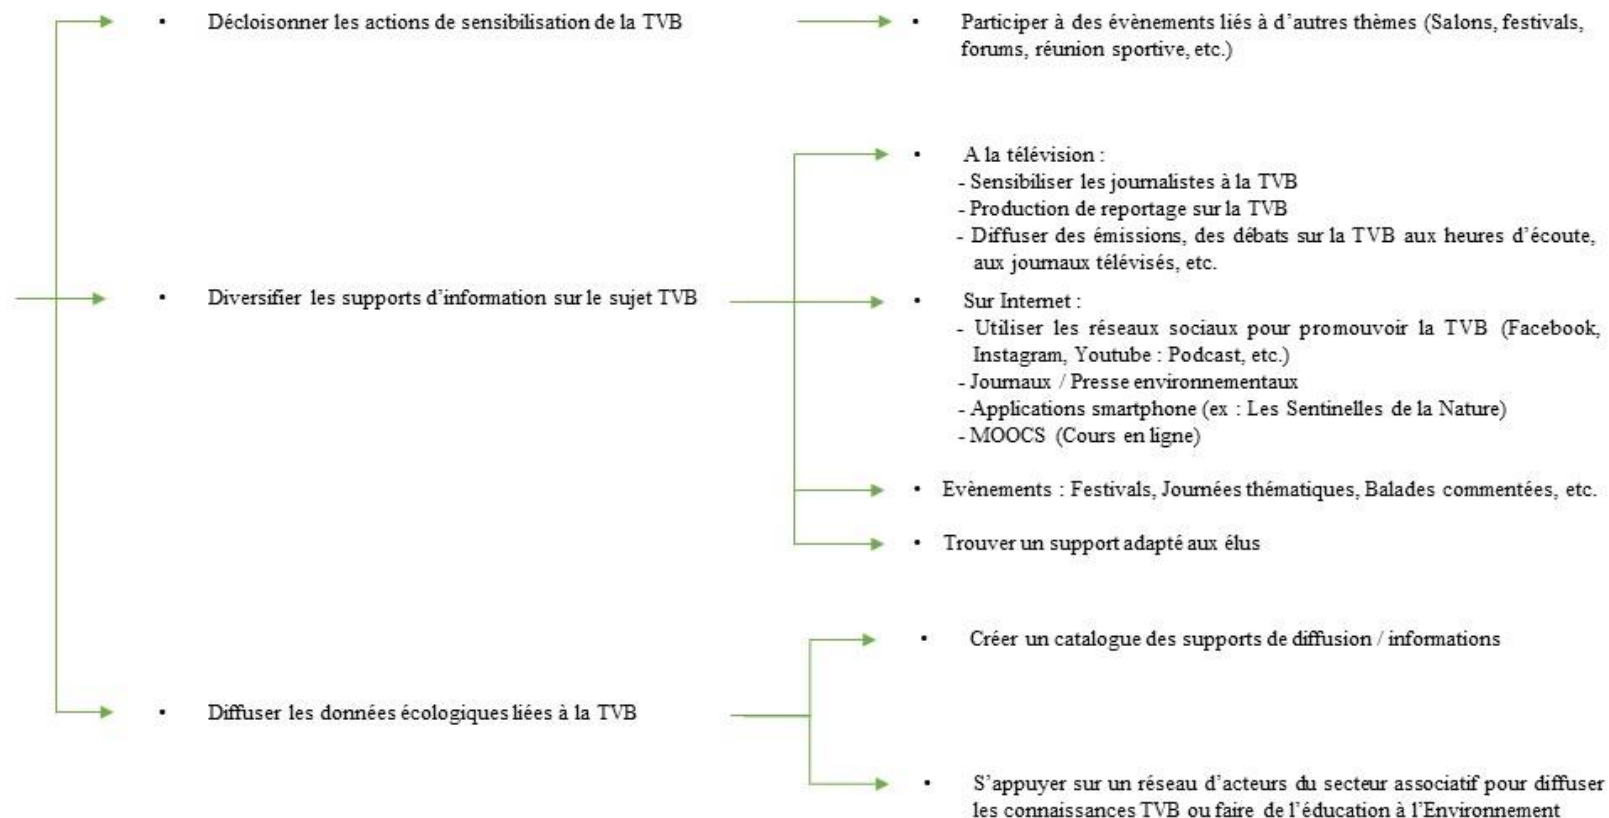 • Décloisonner les actions de sensibilisation de la TVB
• Participer à des évènements liés à d’autres thèmes (Salons, festivals,
forums, réunion sportive, etc.)
• A la télévision :
- Sensibiliser les journalistes à la TVB
- Production de reportage sur la TVB
- Diffuser des émissions, des débats sur la TVB aux heures d’écoute,
aux journaux télévisés, etc.
• Diversifier les supports d’information sur le sujet TVB
• Sur Internet :
- Utiliser les réseaux sociaux pour promouvoir la TVB (Facebook,
Instagram, Youtube : Podcast, etc.)
- Journaux / Presse environnementaux
- Applications smartphone (ex : Les Sentinelles de la Nature)
- MOOCS (Cours en ligne)
• Evènements : Festivals, Journées thématiques, Balades commentées, etc.
• Trouver un support adapté aux élus
• Diffuser les données écologiques liées à la TVB
• Créer un catalogue des supports de diffusion / informations
• S’appuyer sur un réseau d’acteurs du secteur associatif pour diffuser
les connaissances TVB ou faire de l’éducation à l’Environnement